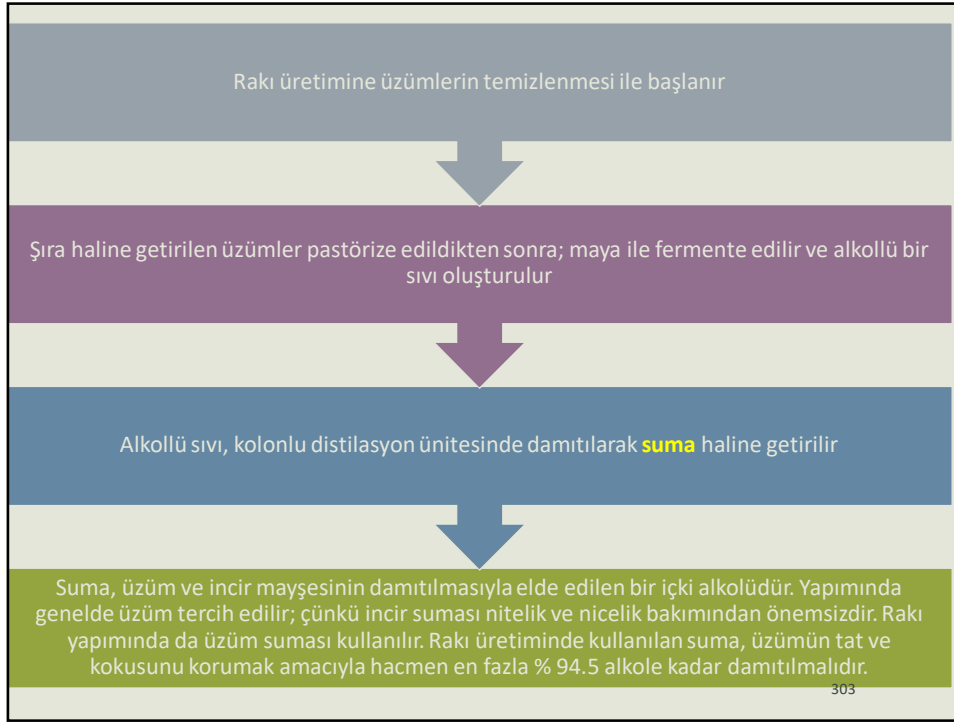 Rakı üretimine üzümlerin temizlenmesi ile başlanır
Şıra haline getirilen üzümler pastörize edildikten sonra; maya ile fermente edilir ve alkollü bir
sıvı oluşturulur
Alkollü sıvı, kolonlu distilasyon ünitesinde damıtılarak suma haline getirilir
Suma, üzüm ve incir mayşesinin damıtılmasıyla elde edilen bir içki alkolüdür. Yapımında
genelde üzüm tercih edilir; çünkü incir suması nitelik ve nicelik bakımından önemsizdir. Rakı
yapımında da üzüm suması kullanılır. Rakı üretiminde kullanılan suma, üzümün tat ve
kokusunu korumak amacıyla hacmen en fazla % 94.5 alkole kadar damıtılmalıdır.
303